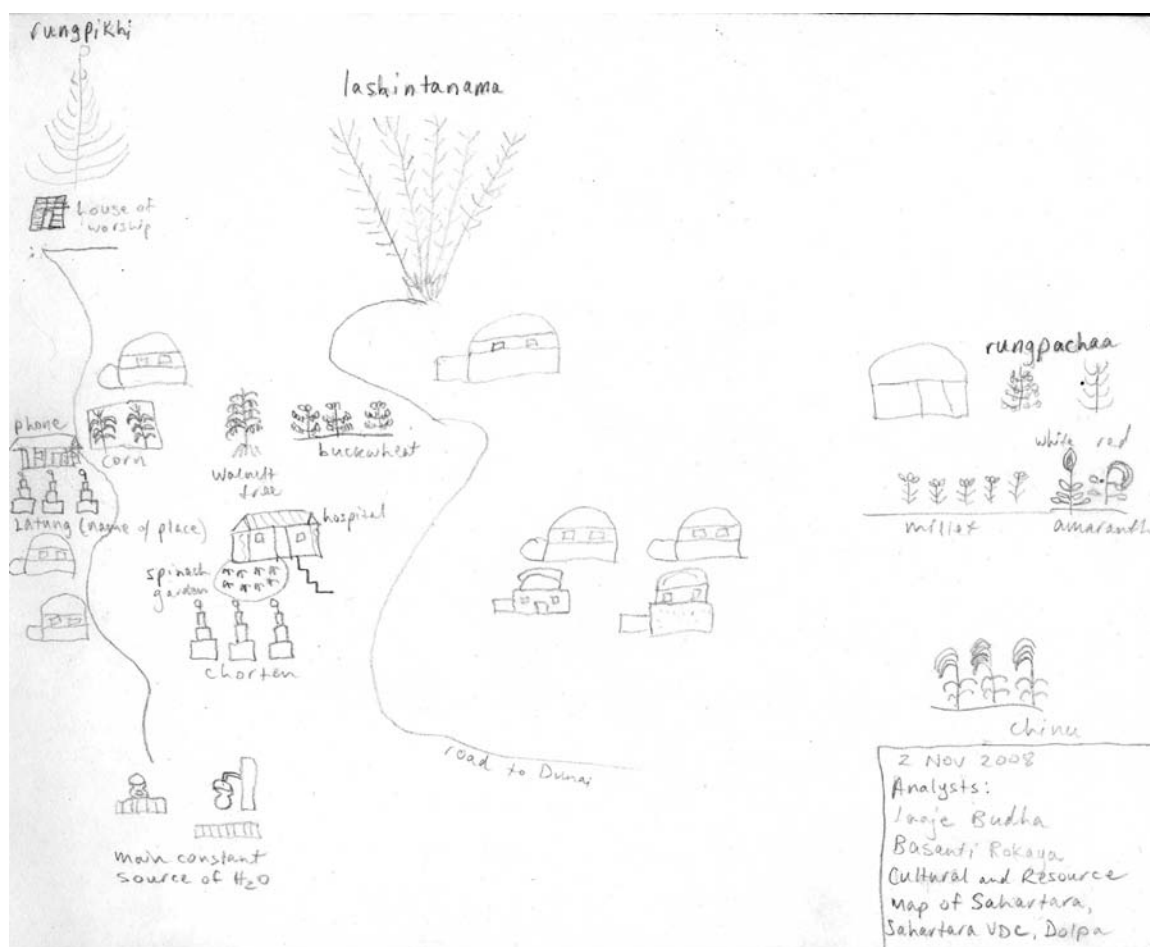 rungpikhi
lashintanama
house of
worship
rungpachaa
phone
corn
walnutt
tree
buckwheat
white red
millet
amaranth
Latung (name of place)
hospital
spinach
garden
chorten
chinu
road to Dunai
main constant
source of H₂O
2 Nov 2008
Analysts:
Budha
Basanti Rokaya
Cultural and Resource
Map of Sahartara,
Sahartara VDC, Dolpa